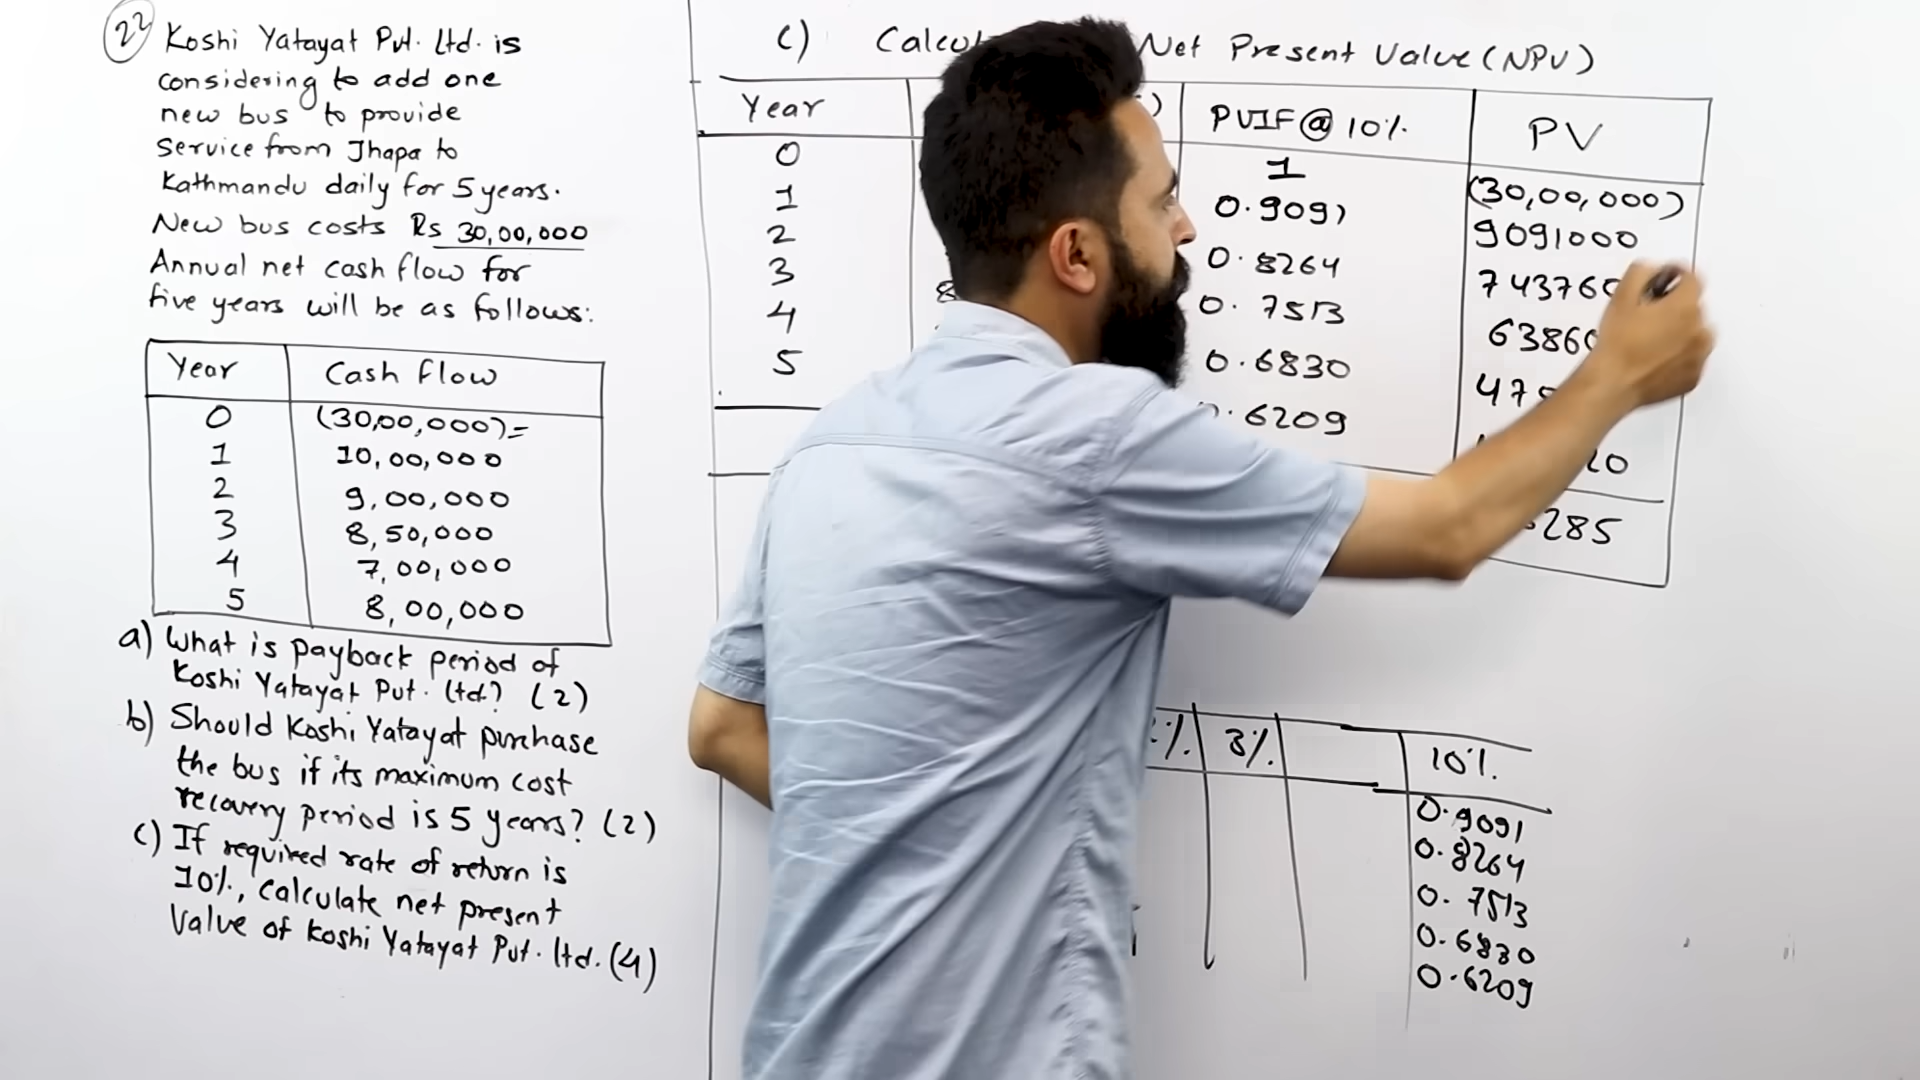 22
Koshi Yatayat Pvt. Ltd. is
considering to add one
new bus to provide
service from Jhapa to
Kathmandu daily for 5 years.
New bus costs Rs 30,00,000
Annual net cash flow for
five years will be as follows:
Year Cash flow
0 (30,00,000)=
1 10,00,000
2 9,00,000
3 8,50,000
4 7,00,000
5 8,00,000
a) What is payback period of
Koshi Yatayat Pvt. Ltd.? (2)
b) Should Koshi Yatayat purchase
the bus if its maximum cost
recovery period is 5 years? (2)
c) If required rate of return is
10%, calculate net present
value of Koshi Yatayat Pvt. Ltd. (4)
c) Net Present Value (NPV)
Year PVIF @ 10% PV
0 1 (30,00,000)
1 0.9091 9091000
2 0.8264
3 0.7513
4 0.6830
5 0.6209
3% 10%
0.9091
0.8264
0.7513
0.6830
0.6209